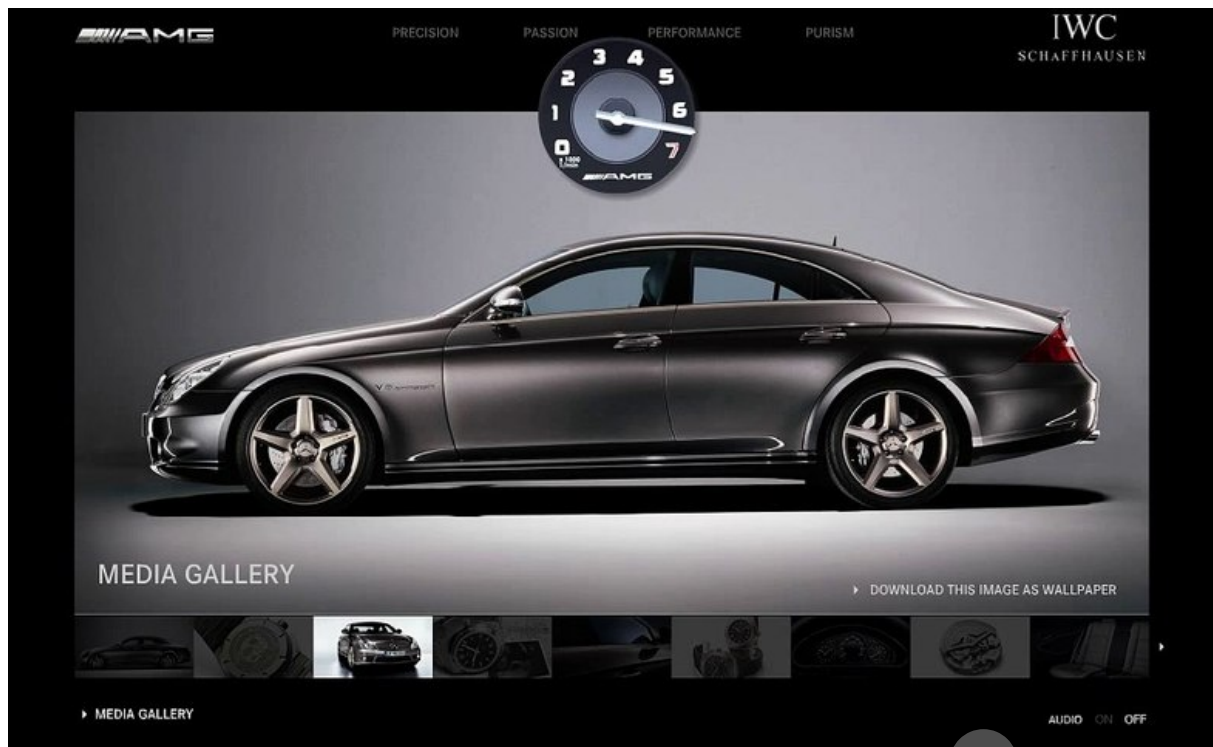 AMG
PRECISION
PASSION
PERFORMANCE
PURISM
IWC
SCHAFFHAUSEN
0
1
2
3
4
5
6
7
x 1000
AMG
MEDIA GALLERY
DOWNLOAD THIS IMAGE AS WALLPAPER
MEDIA GALLERY
AUDIO ON OFF